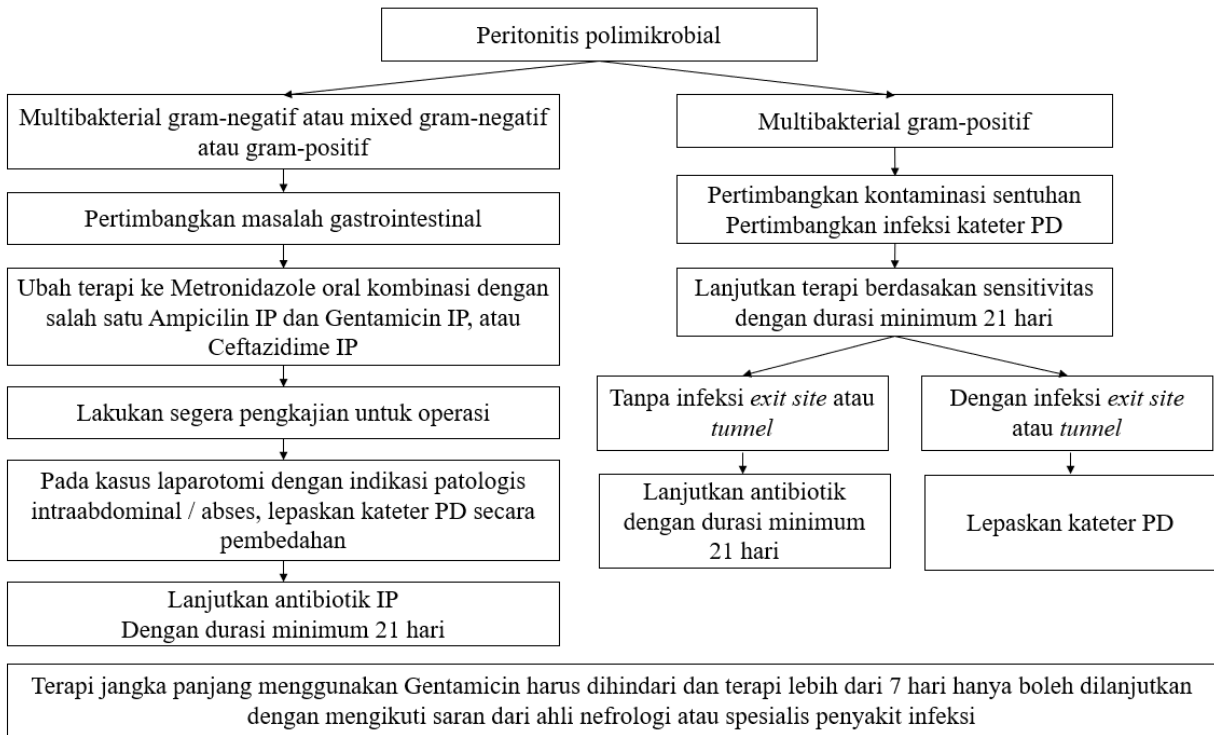 Peritonitis polimikrobial
Multibakterial gram-negatif atau mixed gram-negatif
atau gram-positif
Pertimbangkan masalah gastrointestinal
Ubah terapi ke Metronidazole oral kombinasi dengan
salah satu Ampicilin IP dan Gentamicin IP, atau
Ceftazidime IP
Lakukan segera pengkajian untuk operasi
Pada kasus laparotomi dengan indikasi patologis
intraabdominal / abses, lepaskan kateter PD secara
pembedahan
Lanjutkan antibiotik IP
Dengan durasi minimum 21 hari
Multibakterial gram-positif
Pertimbangkan kontaminasi sentuhan
Pertimbangkan infeksi kateter PD
Lanjutkan terapi berdasakan sensitivitas
dengan durasi minimum 21 hari
Tanpa infeksi exit site atau
tunnel
Lanjutkan antibiotik
dengan durasi minimum
21 hari
Dengan infeksi exit site
atau tunnel
Lepaskan kateter PD
Terapi jangka panjang menggunakan Gentamicin harus dihindari dan terapi lebih dari 7 hari hanya boleh dilanjutkan
dengan mengikuti saran dari ahli nefrologi atau spesialis penyakit infeksi